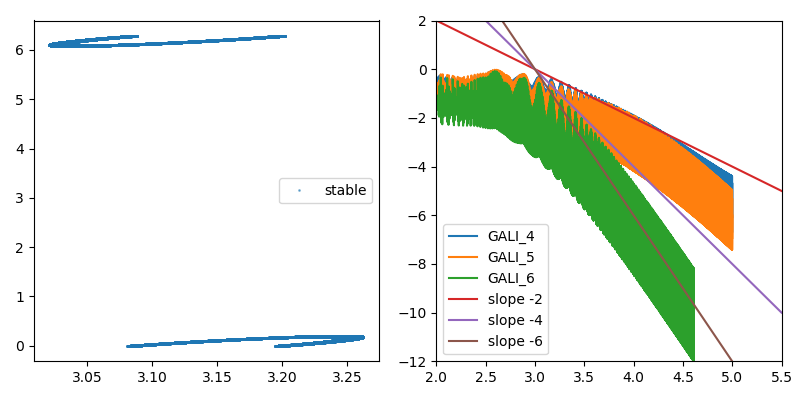 6
5
4
3
2
1
0
3.05 3.10 3.15 3.20 3.25
stable
2
0
−2
−4
−6
−8
−10
−12
2.0 2.5 3.0 3.5 4.0 4.5 5.0 5.5
GALI_4
GALI_5
GALI_6
slope -2
slope -4
slope -6